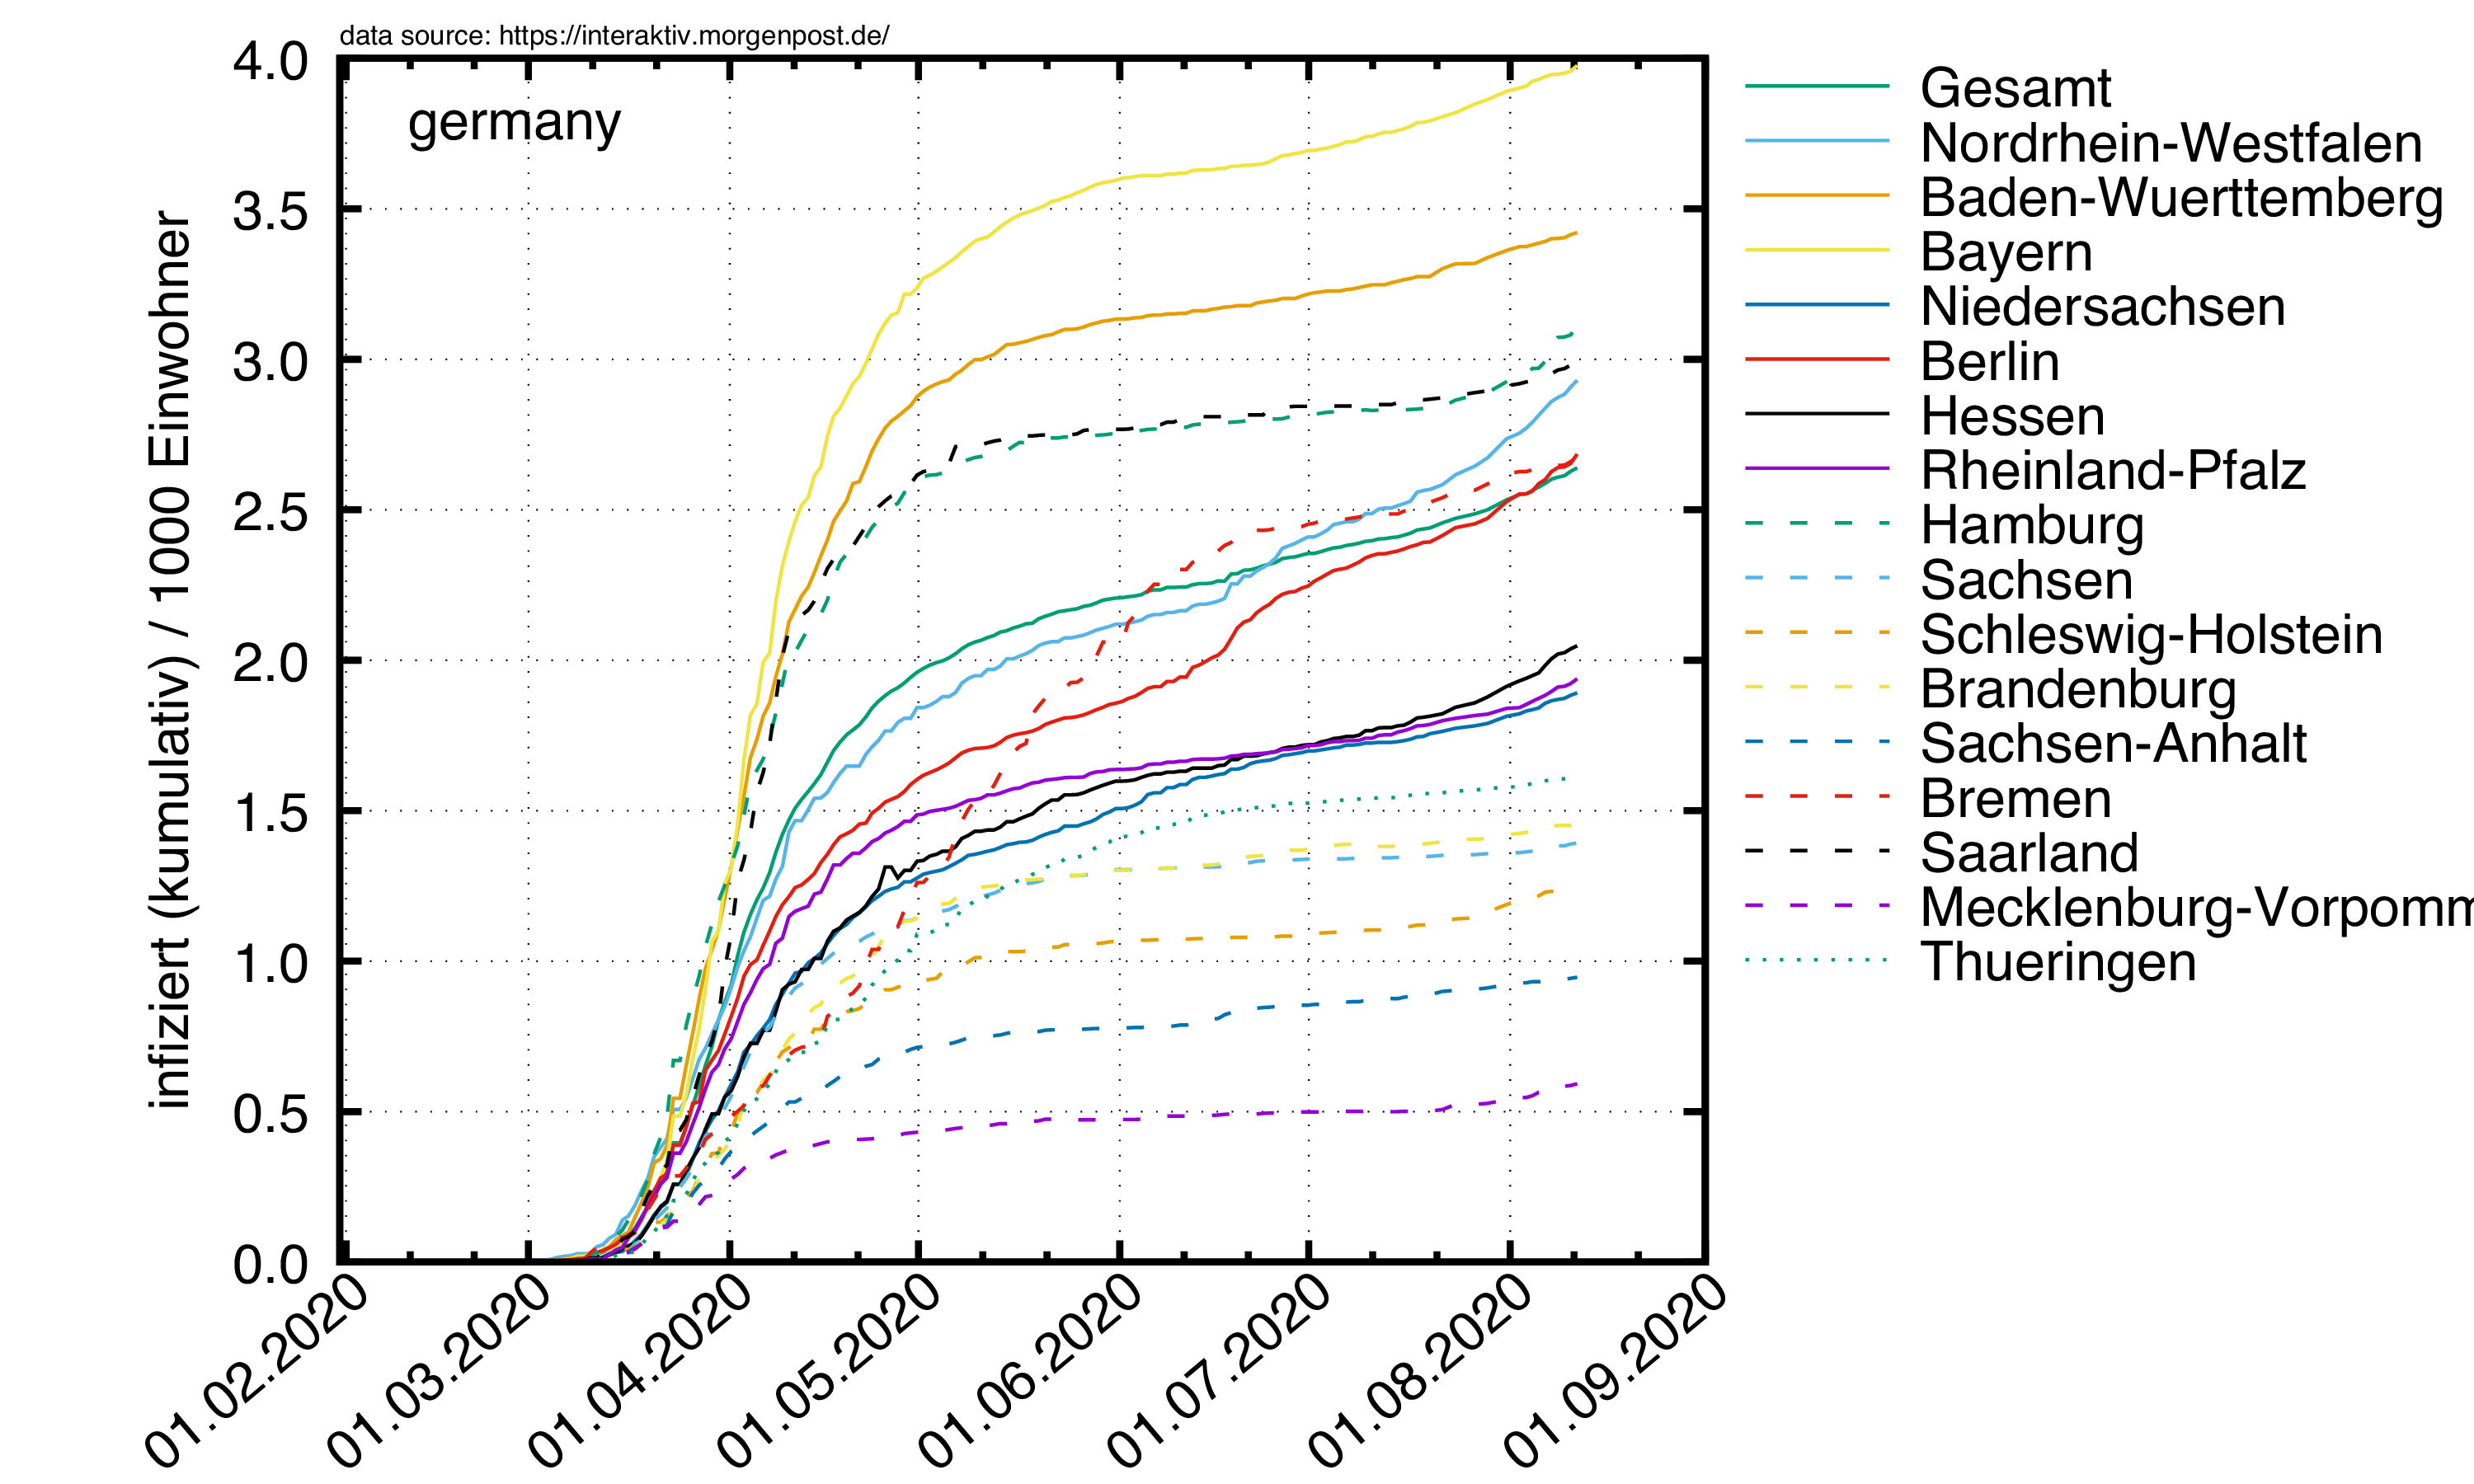 data source: https://interaktiv.morgenpost.de/
germany
infiziert (kumulativ) / 1000 Einwohner
4.0
3.5
3.0
2.5
2.0
1.5
1.0
0.5
0.0
01.02.2020
01.03.2020
01.04.2020
01.05.2020
01.06.2020
01.07.2020
01.08.2020
01.09.2020
Gesamt
Nordrhein-Westfalen
Baden-Wuerttemberg
Bayern
Niedersachsen
Berlin
Hessen
Rheinland-Pfalz
Hamburg
Sachsen
Schleswig-Holstein
Brandenburg
Sachsen-Anhalt
Bremen
Saarland
Mecklenburg-Vorpomm
Thueringen